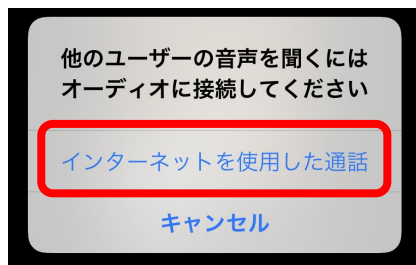 他のユーザーの音声を聞くには
オーディオに接続してください
インターネットを使用した通話
キャンセル